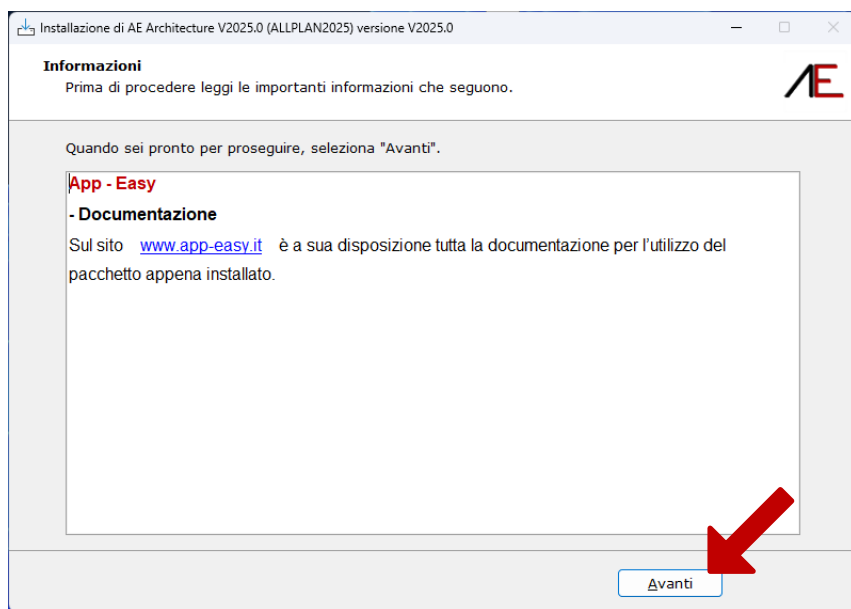 Installazione di AE Architecture V2025.0 (ALLPLAN2025) versione V2025.0
Informazioni
Prima di procedere leggi le importanti informazioni che seguono.
AE
Quando sei pronto per proseguire, seleziona "Avanti".
App - Easy
- Documentazione
Sul sito www.app-easy.it è a sua disposizione tutta la documentazione per l'utilizzo del
pacchetto appena installato.
Avanti